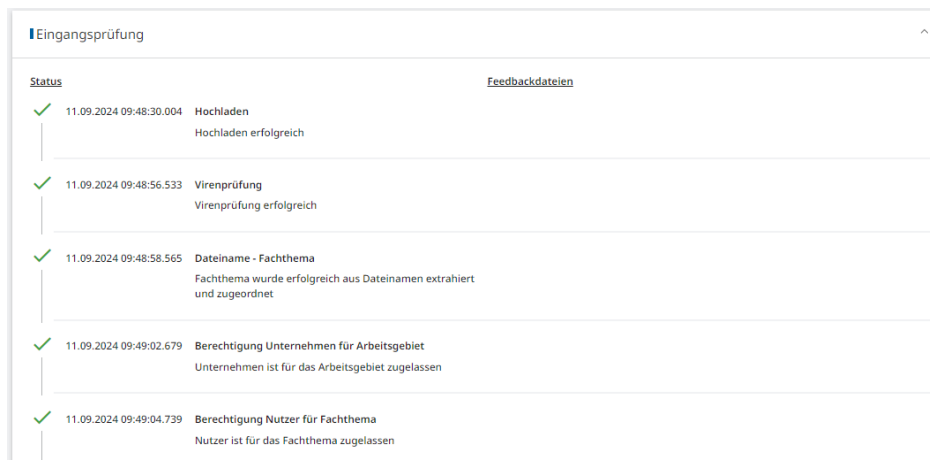 Eingangsprüfung
Status Feedbackdateien
11.09.2024 09:48:30.004 Hochladen
Hochladen erfolgreich
11.09.2024 09:48:56.533 Virenprüfung
Virenprüfung erfolgreich
11.09.2024 09:48:58.565 Dateiname - Fachthema
Fachthema wurde erfolgreich aus Dateinamen extrahiert
und zugeordnet
11.09.2024 09:49:02.679 Berechtigung Unternehmen für Arbeitsgebiet
Unternehmen ist für das Arbeitsgebiet zugelassen
11.09.2024 09:49:04.739 Berechtigung Nutzer für Fachthema
Nutzer ist für das Fachthema zugelassen